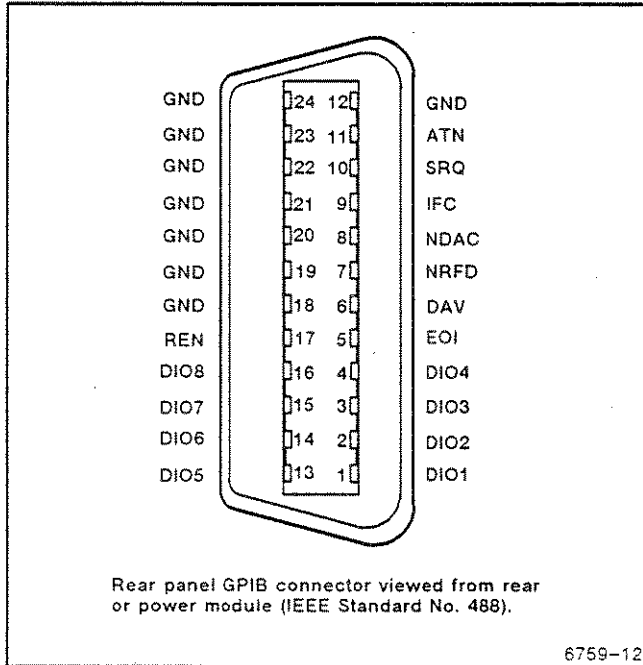 GND 24 12 GND
GND 23 11 ATN
GND 22 10 SRQ
GND 21 9 IFC
GND 20 8 NDAC
GND 19 7 NRFD
GND 18 6 DAV
REN 17 5 EOI
DIO8 16 4 DIO4
DIO7 15 3 DIO3
DIO6 14 2 DIO2
DIO5 13 1 DIO1
Rear panel GPIB connector viewed from rear
or power module (IEEE Standard No. 488).
6759-12